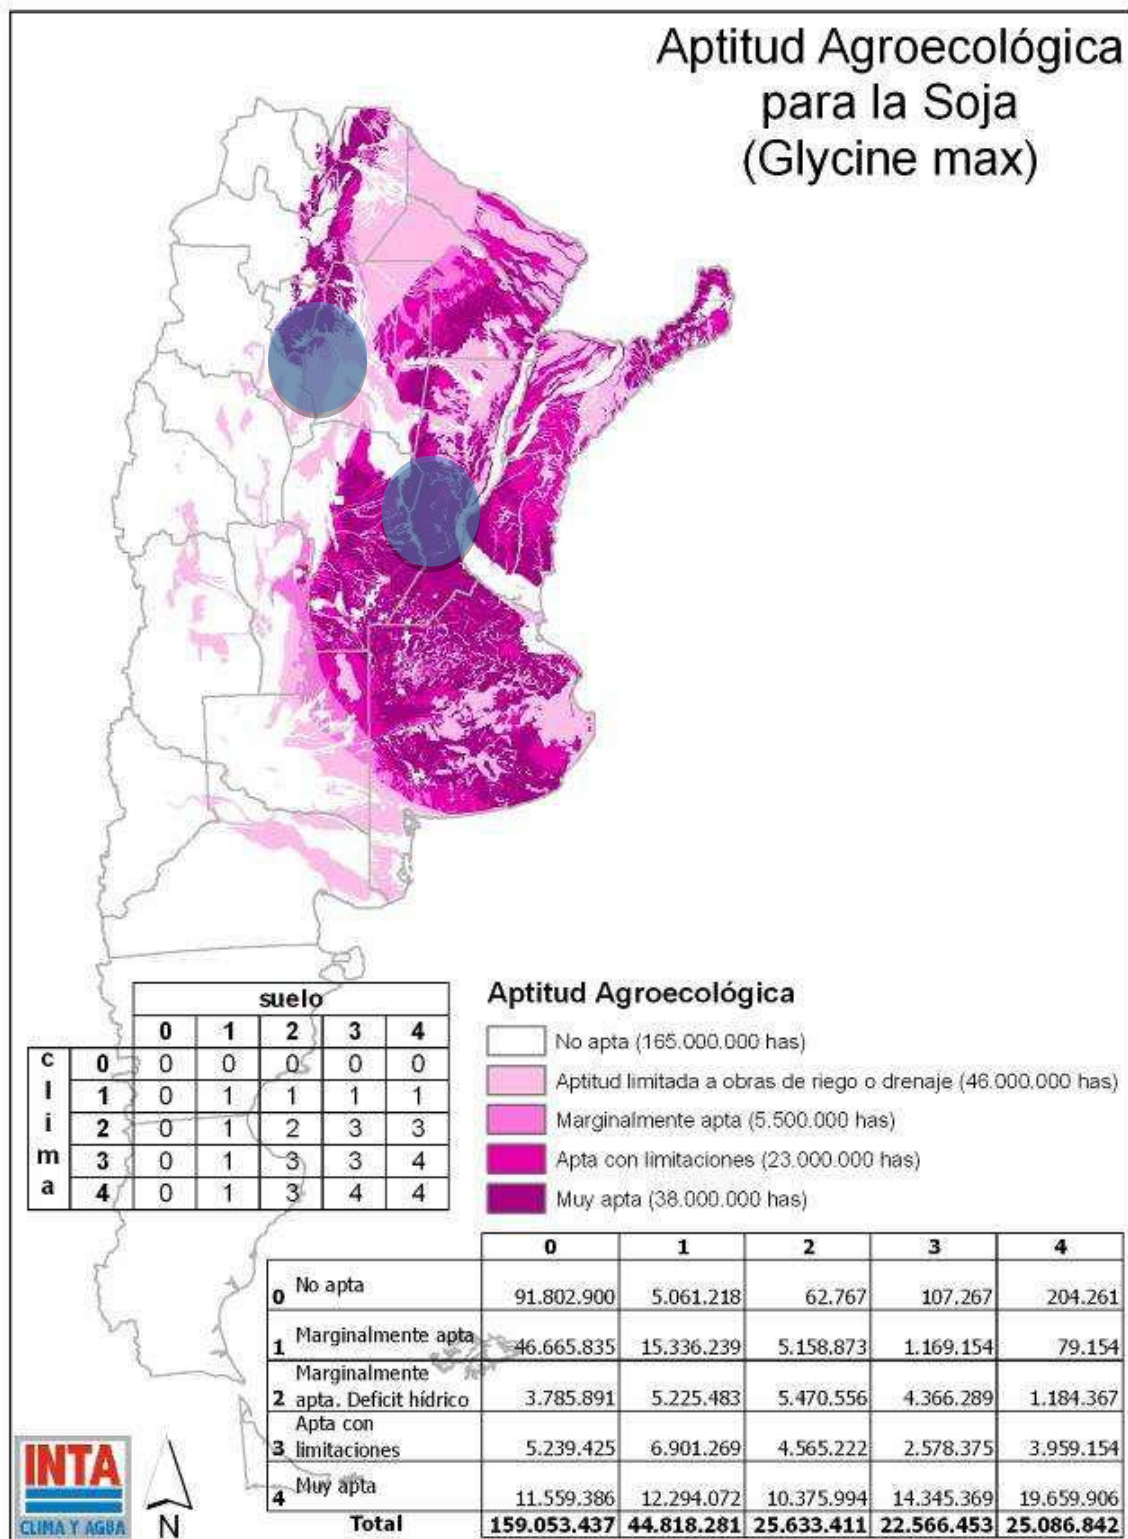 Aptitud Agroecológica
para la Soja
(Glycine max)
suelo
0 1 2 3 4
c 0 0 0 0 0 0
l 1 0 1 1 1 1
i 2 0 1 2 3 3
m 3 0 1 3 3 4
a 4 0 1 3 4 4
Aptitud Agroecológica
No apta (165.000.000 has)
Aptitud limitada a obras de riego o drenaje (46.000.000 has)
Marginalmente apta (5.500.000 has)
Apta con limitaciones (23.000.000 has)
Muy apta (38.000.000 has)
0 1 2 3 4
0 No apta 91.802.900 5.061.218 62.767 107.267 204.261
1 Marginalmente apta 46.665.835 15.336.239 5.158.873 1.169.154 79.154
Marginalmente
2 apta. Deficit hídrico 3.785.891 5.225.483 5.470.556 4.366.289 1.184.367
Apta con
3 limitaciones 5.239.425 6.901.269 4.565.222 2.578.375 3.959.154
4 Muy apta 11.559.386 12.294.072 10.375.994 14.345.369 19.659.906
Total 159.053.437 44.818.281 25.633.411 22.566.453 25.086.842
INTA
CLIMA Y AGUA
N